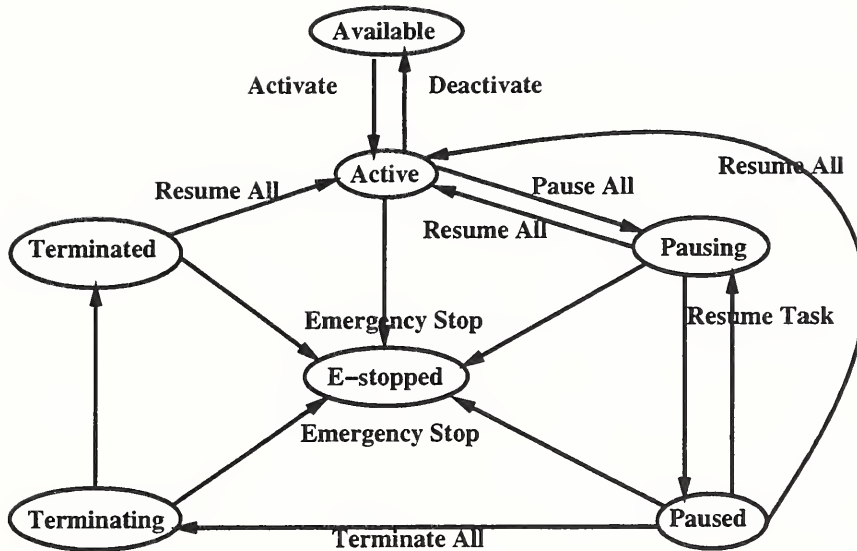 Available
Activate
Deactivate
Active
Resume All
Resume All
Pause All
Resume All
Terminated
Pausing
Emergency Stop
Resume Task
E-stopped
Emergency Stop
Terminating
Paused
Terminate All